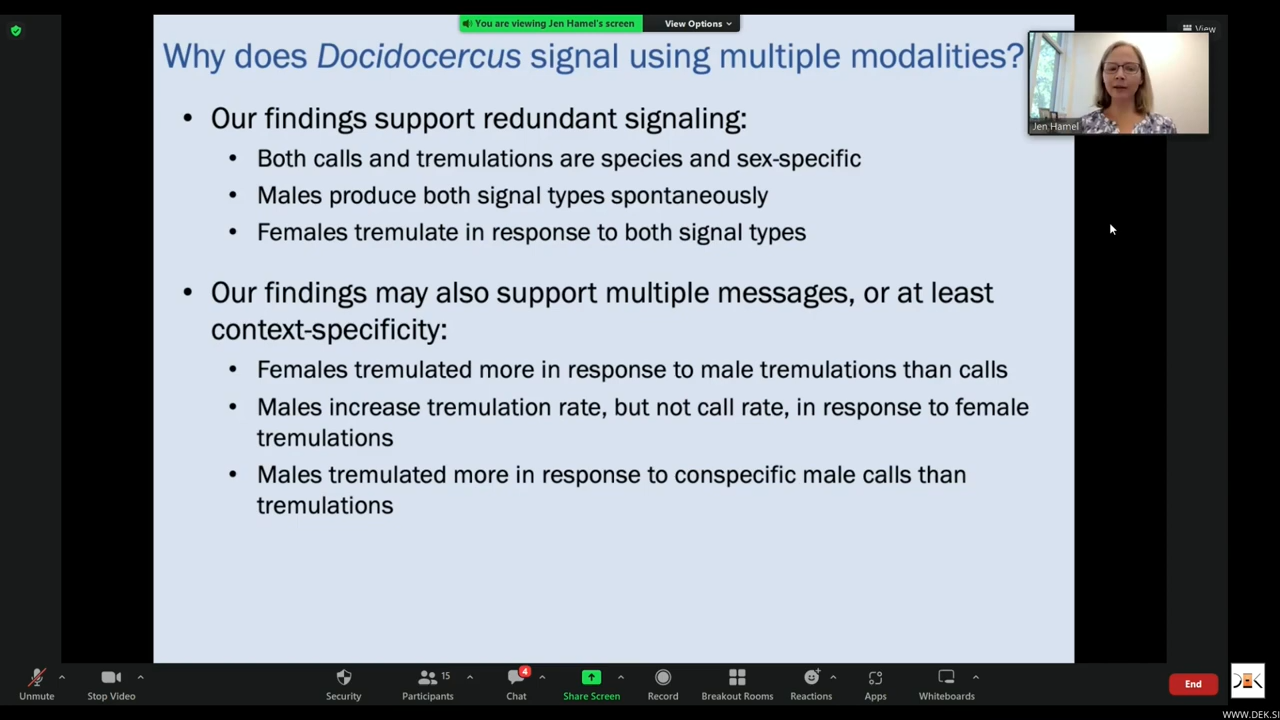 You are viewing Jen Hamel's screen
View Options
View
Why does Docidocercus signal using multiple modalities?
Jen Hamel
• Our findings support redundant signaling:
• Both calls and tremulations are species and sex-specific
• Males produce both signal types spontaneously
• Females tremulate in response to both signal types
• Our findings may also support multiple messages, or at least
context-specificity:
• Females tremulated more in response to male tremulations than calls
• Males increase tremulation rate, but not call rate, in response to female
tremulations
• Males tremulated more in response to conspecific male calls than
tremulations
Unmute
Stop Video
Security
Participants
15
Chat
4
Share Screen
Record
Breakout Rooms
Reactions
Apps
Whiteboards
End
WWW.DEK.SI